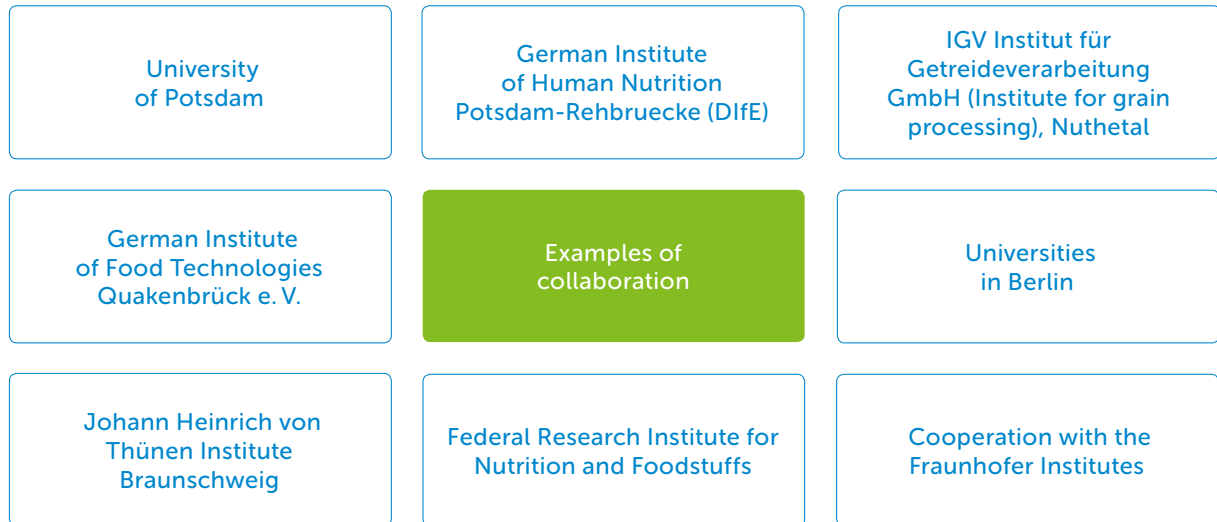 University
of Potsdam
German Institute
of Human Nutrition
Potsdam-Rehbruecke (DIfE)
IGV Institut für
Getreideverarbeitung
GmbH (Institute for grain
processing), Nuthetal
German Institute
of Food Technologies
Quakenbrück e. V.
Examples of
collaboration
Universities
in Berlin
Johann Heinrich von
Thünen Institute
Braunschweig
Federal Research Institute for
Nutrition and Foodstuffs
Cooperation with the
Fraunhofer Institutes